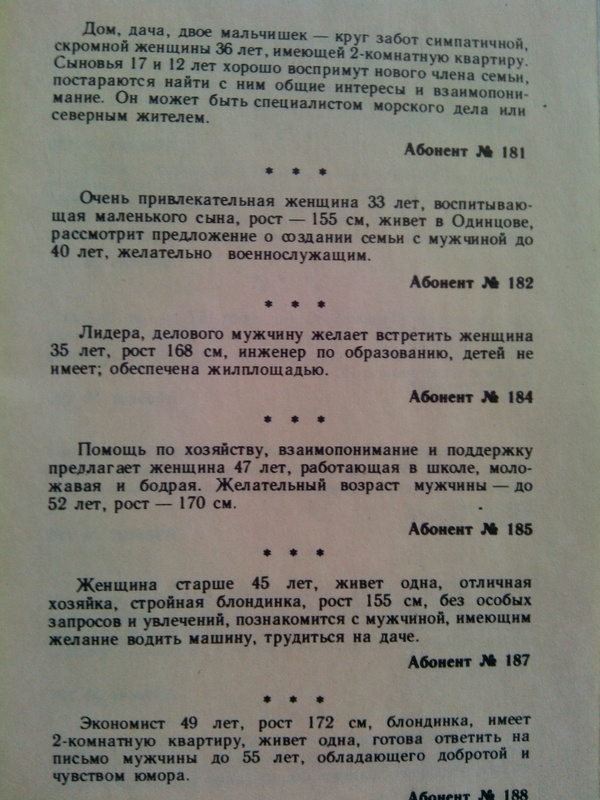 Дом, дача, двое мальчишек — круг забот симпатичной,
скромной женщины 36 лет, имеющей 2-комнатную квартиру.
Сыновья 17 и 12 лет хорошо воспримут нового члена семьи,
постараются найти с ним общие интересы и взаимопони-
мание. Он может быть специалистом морского дела или
северным жителем.
Абонент № 181
* * *
Очень привлекательная женщина 33 лет, воспитываю-
щая маленького сына, рост — 155 см, живет в Одинцове,
рассмотрит предложение о создании семьи с мужчиной до
40 лет, желательно военнослужащим.
Абонент № 182
* * *
Лидера, делового мужчину желает встретить женщина
35 лет, рост 168 см, инженер по образованию, детей не
имеет; обеспечена жилплощадью.
Абонент № 184
* * *
Помощь по хозяйству, взаимопонимание и поддержку
предлагает женщина 47 лет, работающая в школе, моло-
жавая и бодрая. Желательный возраст мужчины — до
52 лет, рост — 170 см.
Абонент № 185
* * *
Женщина старше 45 лет, живет одна, отличная
хозяйка, стройная блондинка, рост 155 см, без особых
запросов и увлечений, познакомится с мужчиной, имеющим
желание водить машину, трудиться на даче.
Абонент № 187
* * *
Экономист 49 лет, рост 172 см, блондинка, имеет
2-комнатную квартиру, живет одна, готова ответить на
письмо мужчины до 55 лет, обладающего добротой и
чувством юмора.
Абонент № 188